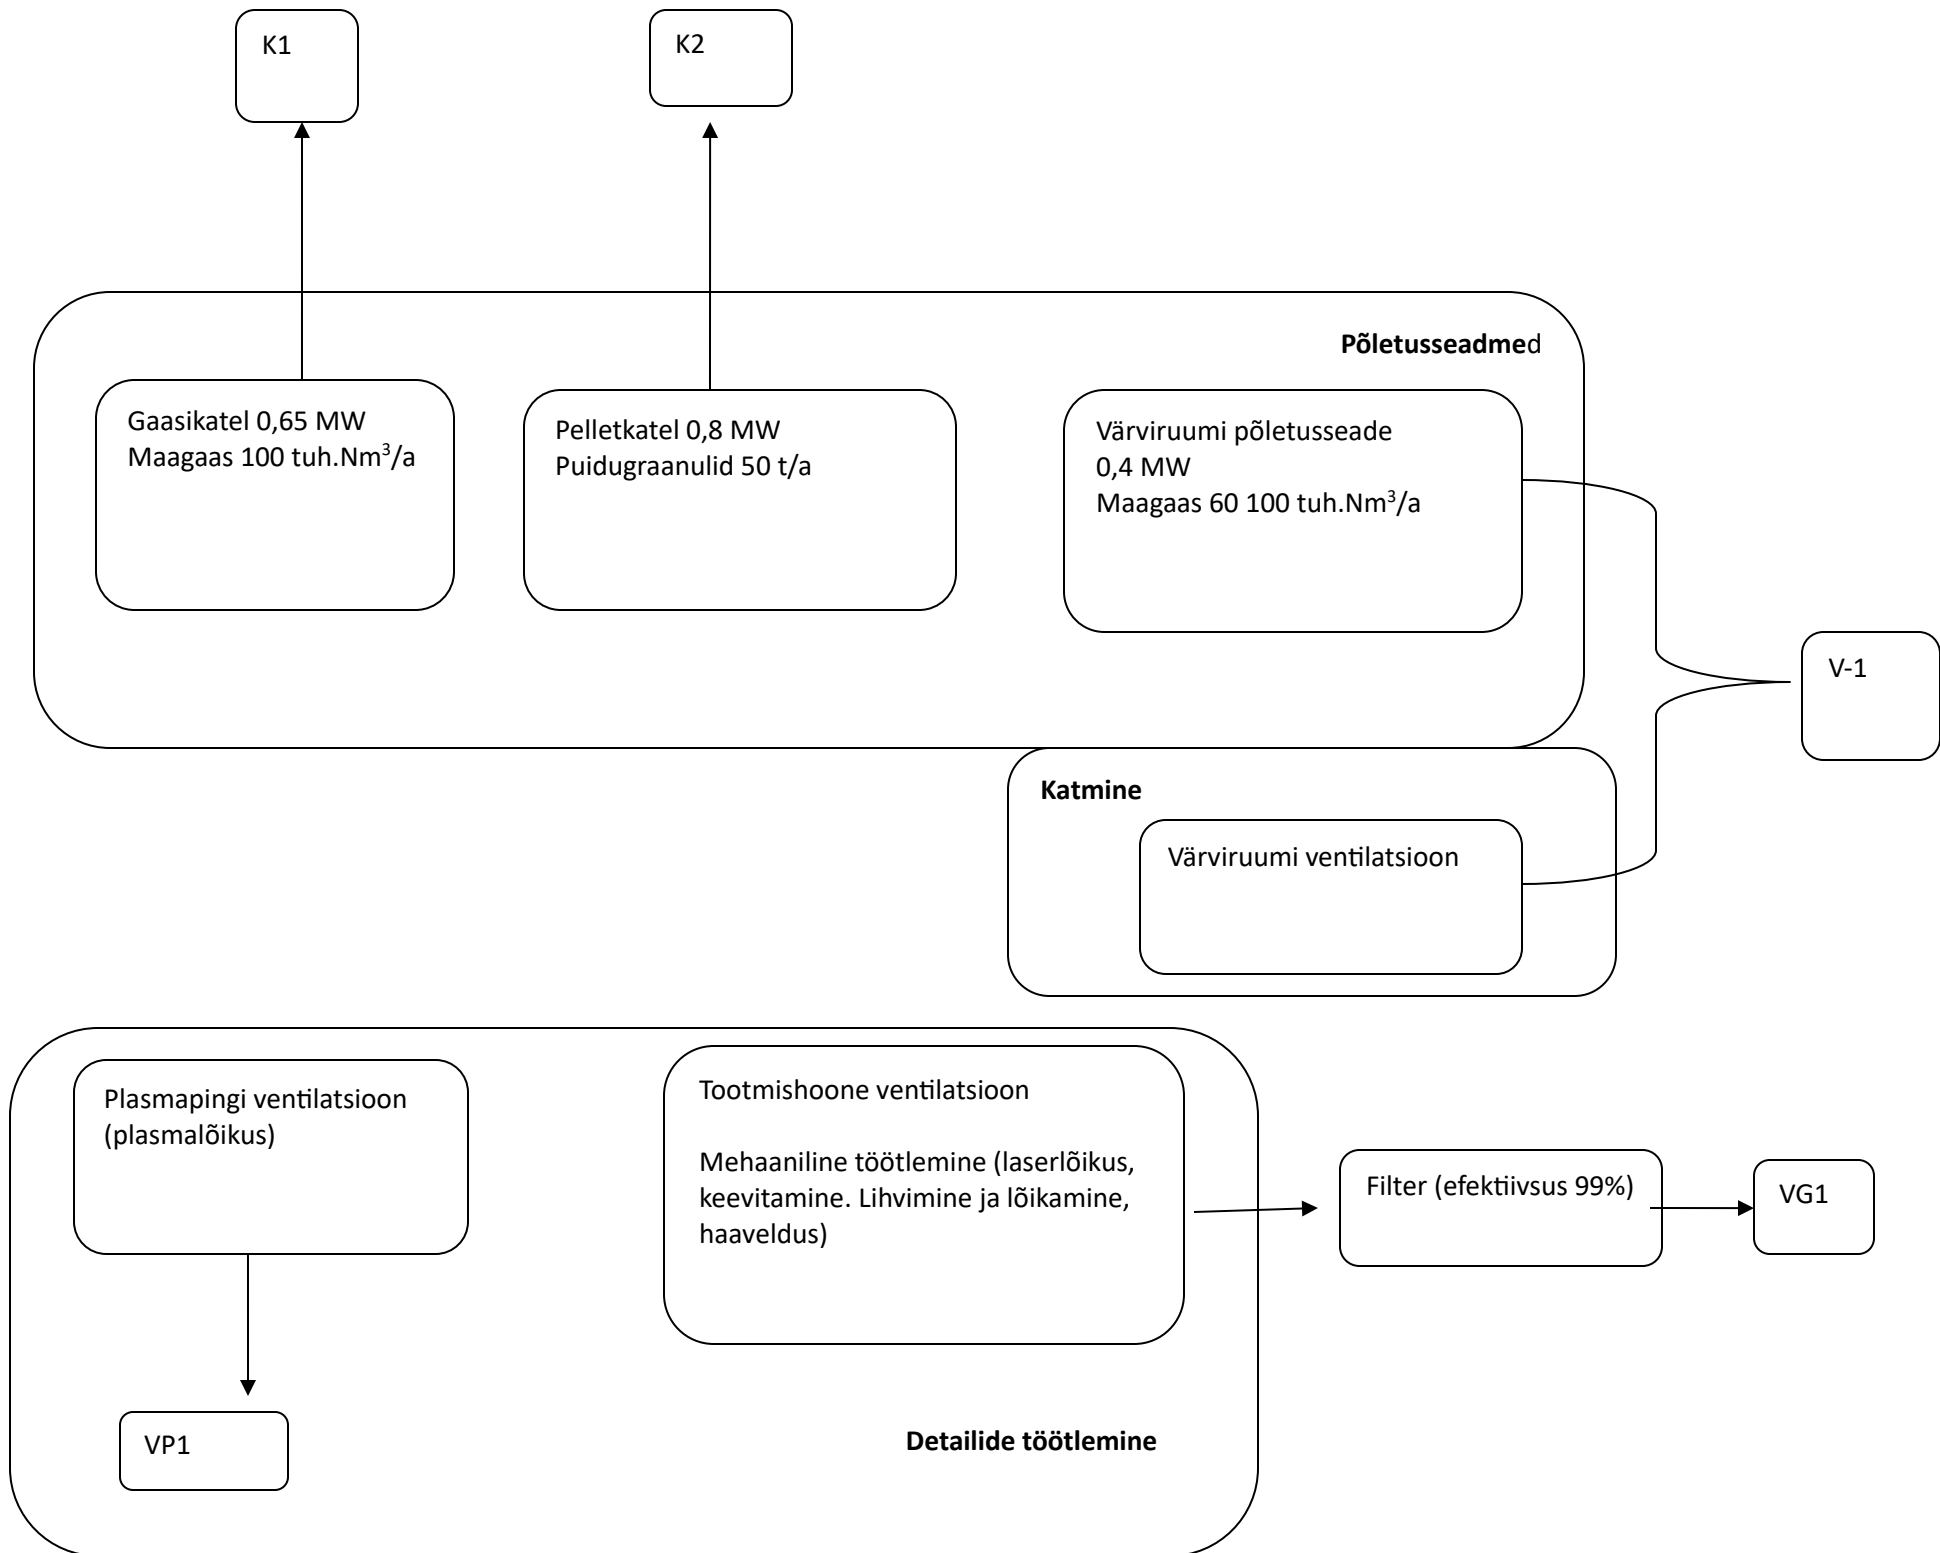 K1
K2
Põletusseadmed
Gaasikatel 0,65 MW
Maagaas 100 tuh.Nm³/a
Pelletkatel 0,8 MW
Puidugraanulid 50 t/a
Värviruumi põletusseade
0,4 MW
Maagaas 60 100 tuh.Nm³/a
V-1
Katmine
Värviruumi ventilatsioon
Plasmapingi ventilatsioon
(plasmalõikus)
Tootmishoone ventilatsioon
Mehaaniline töötlemine (laserlõikus,
keevitamine. Lihvimine ja lõikamine,
haaveldus)
Filter (efektiivsus 99%)
VG1
VP1
Detailide töötlemine